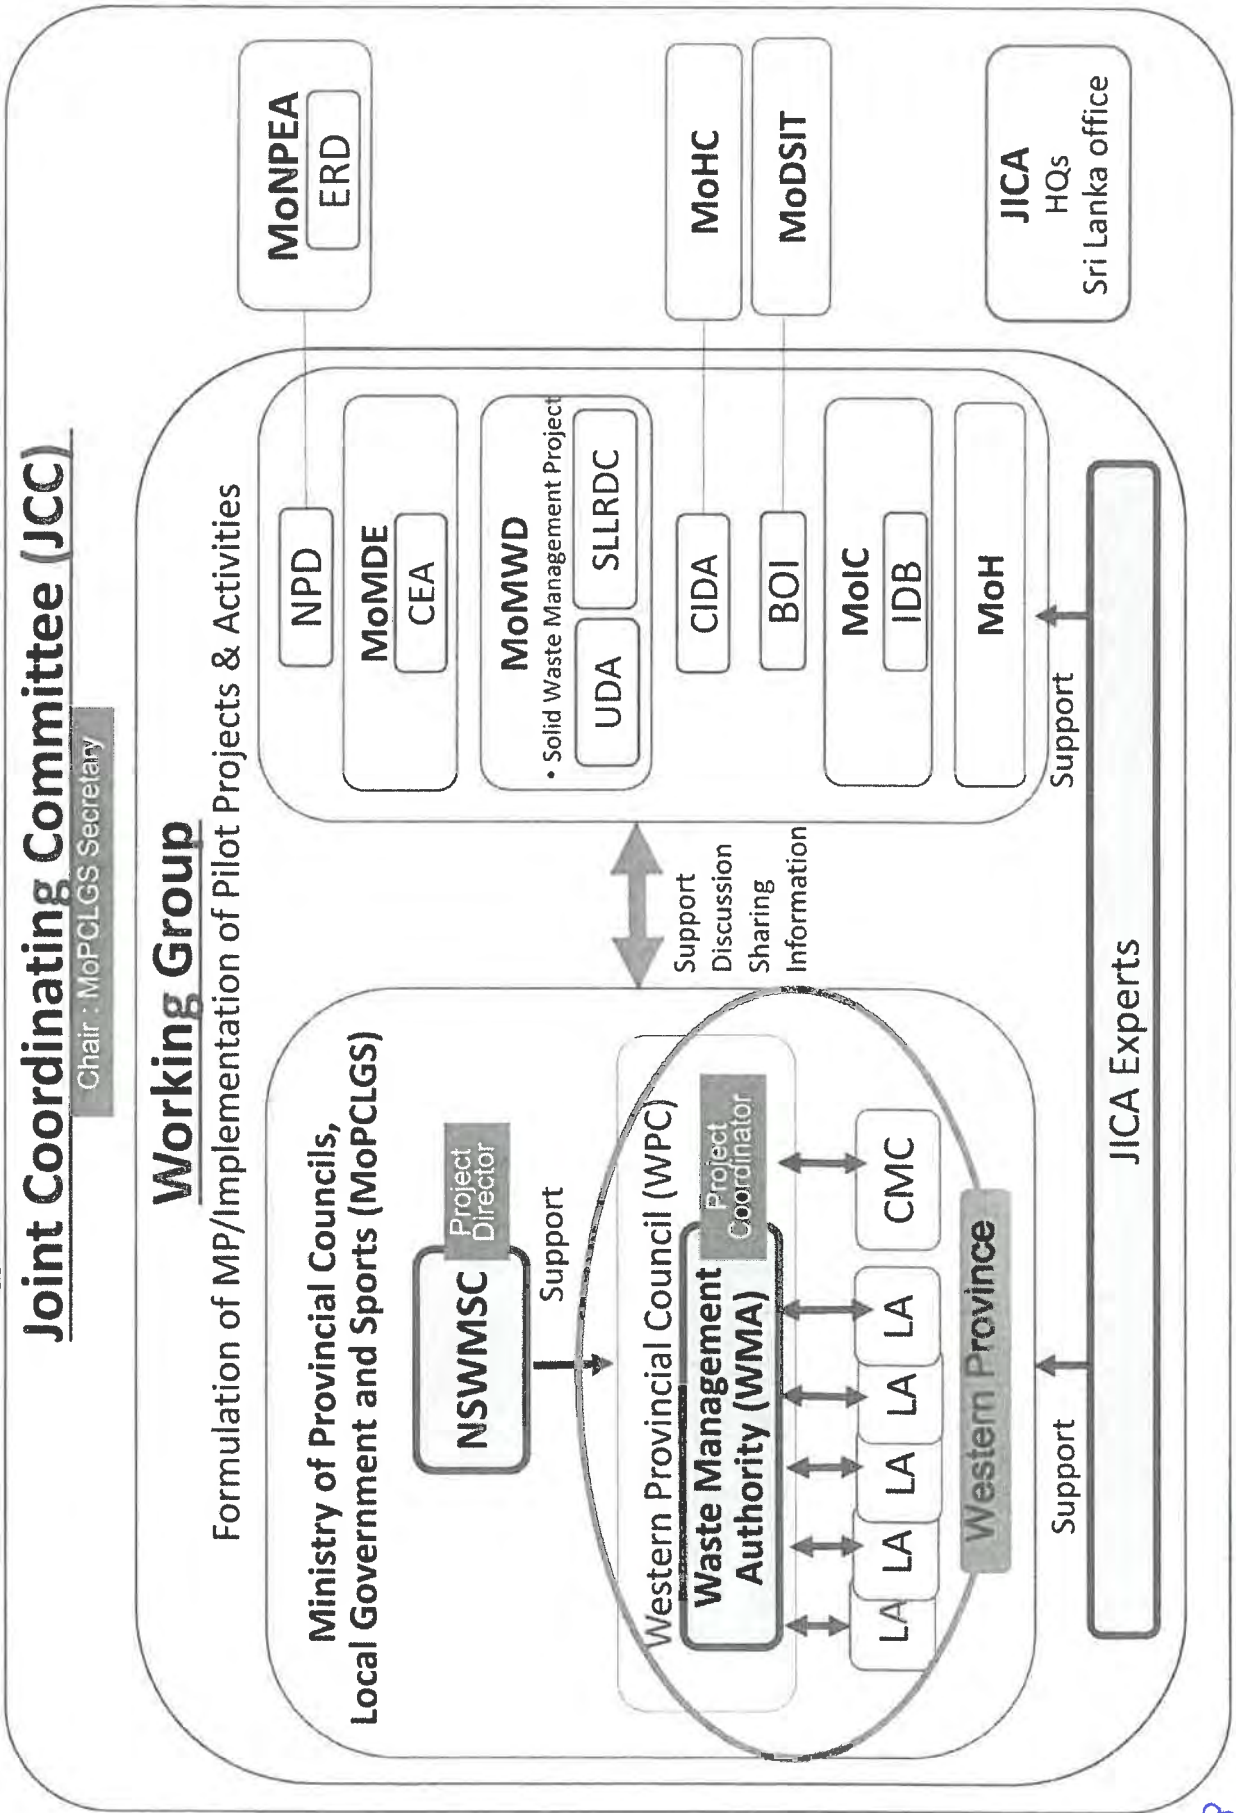 Joint Coordinating Committee (JCC)
Chair : MoPCLGS Secretary
Working Group
Formulation of MP/Implementation of Pilot Projects & Activities
Ministry of Provincial Councils,
Local Government and Sports (MoPCLGS)
NSWMSC
Project
Director
Support
Western Provincial Council (WPC)
Waste Management
Authority (WMA)
Project
Coordinator
LA
LA
LA
LA
LA
CMC
Western Province
Support
Discussion
Sharing
Information
NPD
MoMDE
CEA
MoMWD
• Solid Waste Management Project
UDA
SLLRDC
CIDA
BOI
MoIC
IDB
MoH
Support
Support
JICA Experts
MoNPEA
ERD
MoHC
MoDSIT
JICA
HQs
Sri Lanka office